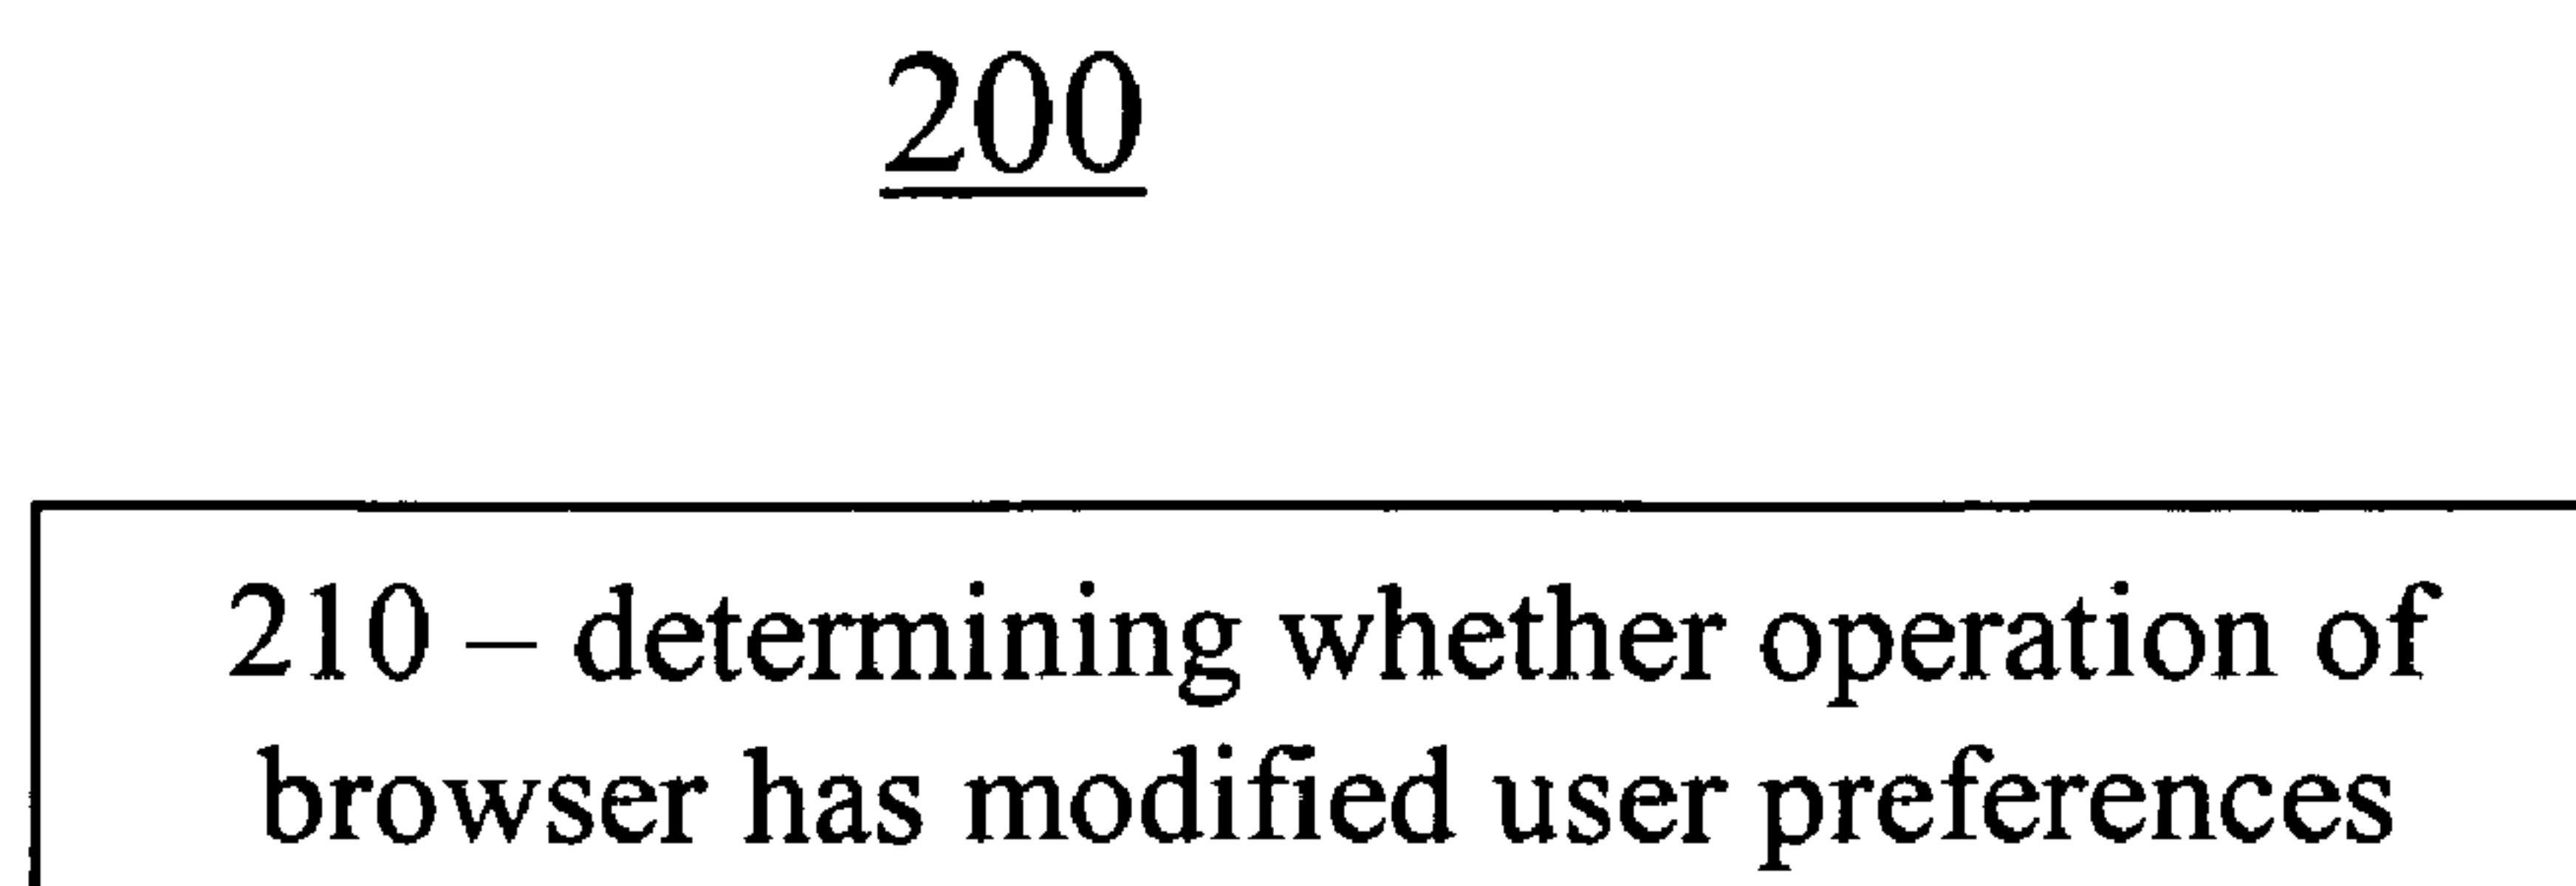 200
210 – determining whether operation of
browser has modified user preferences